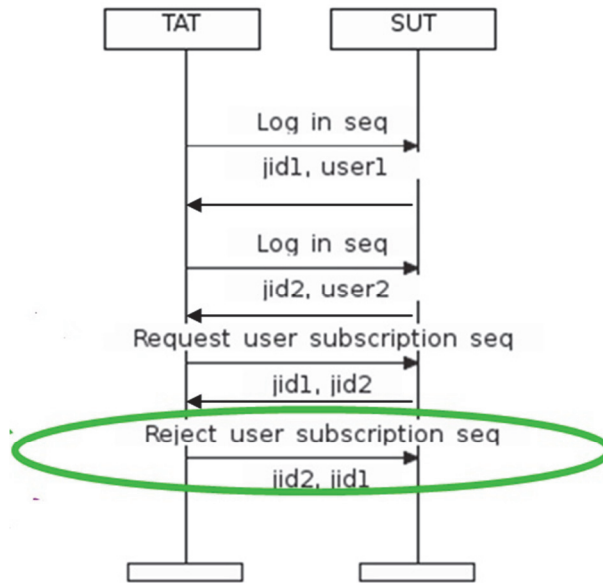 TAT
SUT
Log in seq
jid1, user1
Log in seq
jid2, user2
Request user subscription seq
jid1, jid2
Reject user subscription seq
jid2, jid1